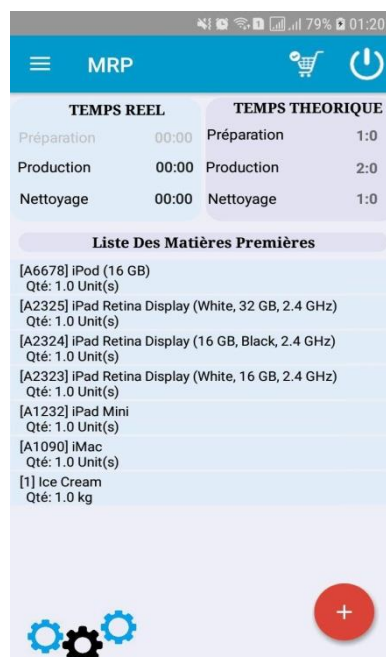 79% 01:20
MRP
TEMPS REEL
Préparation 00:00
Production 00:00
Nettoyage 00:00
TEMPS THEORIQUE
Préparation 1:0
Production 2:0
Nettoyage 1:0
Liste Des Matières Premières
[A6678] iPod (16 GB)
Qté: 1.0 Unit(s)
[A2325] iPad Retina Display (White, 32 GB, 2.4 GHz)
Qté: 1.0 Unit(s)
[A2324] iPad Retina Display (16 GB, Black, 2.4 GHz)
Qté: 1.0 Unit(s)
[A2323] iPad Retina Display (White, 16 GB, 2.4 GHz)
Qté: 1.0 Unit(s)
[A1232] iPad Mini
Qté: 1.0 Unit(s)
[A1090] iMac
Qté: 1.0 Unit(s)
[1] Ice Cream
Qté: 1.0 kg